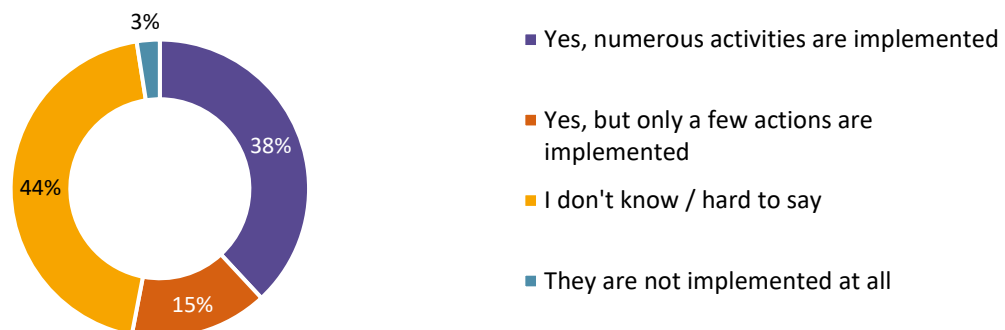 3%
38%
44%
15%
Yes, numerous activities are implemented
Yes, but only a few actions are
implemented
I don't know / hard to say
They are not implemented at all